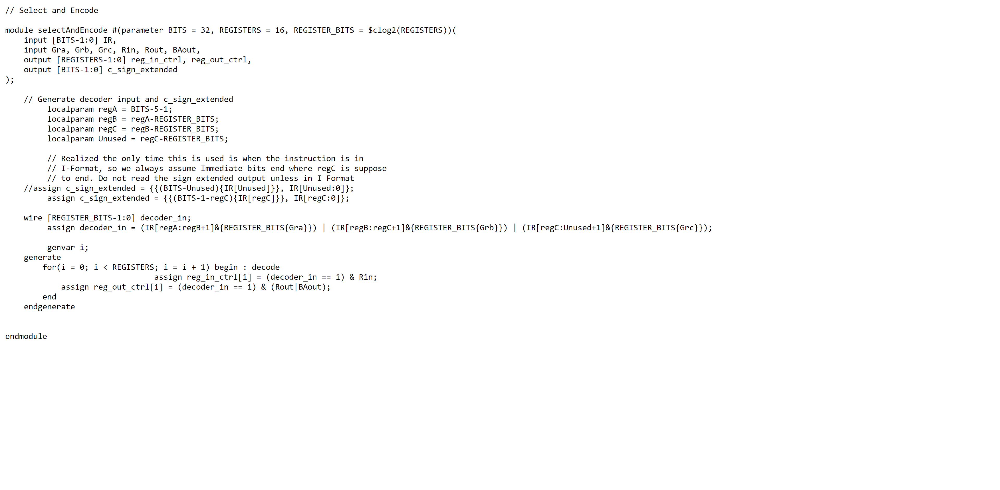 // Select and Encode
module selectAndEncode #(parameter BITS = 32, REGISTERS = 16, REGISTER_BITS = $clog2(REGISTERS))(
    input [BITS-1:0] IR,
    input Gra, Grb, Grc, Rin, Rout, BAout,
    output [REGISTERS-1:0] reg_in_ctrl, reg_out_ctrl,
    output [BITS-1:0] c_sign_extended
);
    // Generate decoder input and c_sign_extended
         localparam regA = BITS-5-1;
         localparam regB = regA-REGISTER_BITS;
         localparam regC = regB-REGISTER_BITS;
         localparam Unused = regC-REGISTER_BITS;
         // Realized the only time this is used is when the instruction is in
         // I-Format, so we always assume Immediate bits end where regC is suppose
         // to end. Do not read the sign extended output unless in I Format
    //assign c_sign_extended = {{(BITS-Unused){IR[Unused]}}, IR[Unused:0]};
         assign c_sign_extended = {{(BITS-1-regC){IR[regC]}}, IR[regC:0]};
    wire [REGISTER_BITS-1:0] decoder_in;
         assign decoder_in = (IR[regA:regB+1]&{REGISTER_BITS{Gra}}) | (IR[regB:regC+1]&{REGISTER_BITS{Grb}}) | (IR[regC:Unused+1]&{REGISTER_BITS{Grc}});
         genvar i;
    generate
        for(i = 0; i < REGISTERS; i = i + 1) begin : decode
                                assign reg_in_ctrl[i] = (decoder_in == i) & Rin;
            assign reg_out_ctrl[i] = (decoder_in == i) & (Rout|BAout);
        end
    endgenerate
endmodule